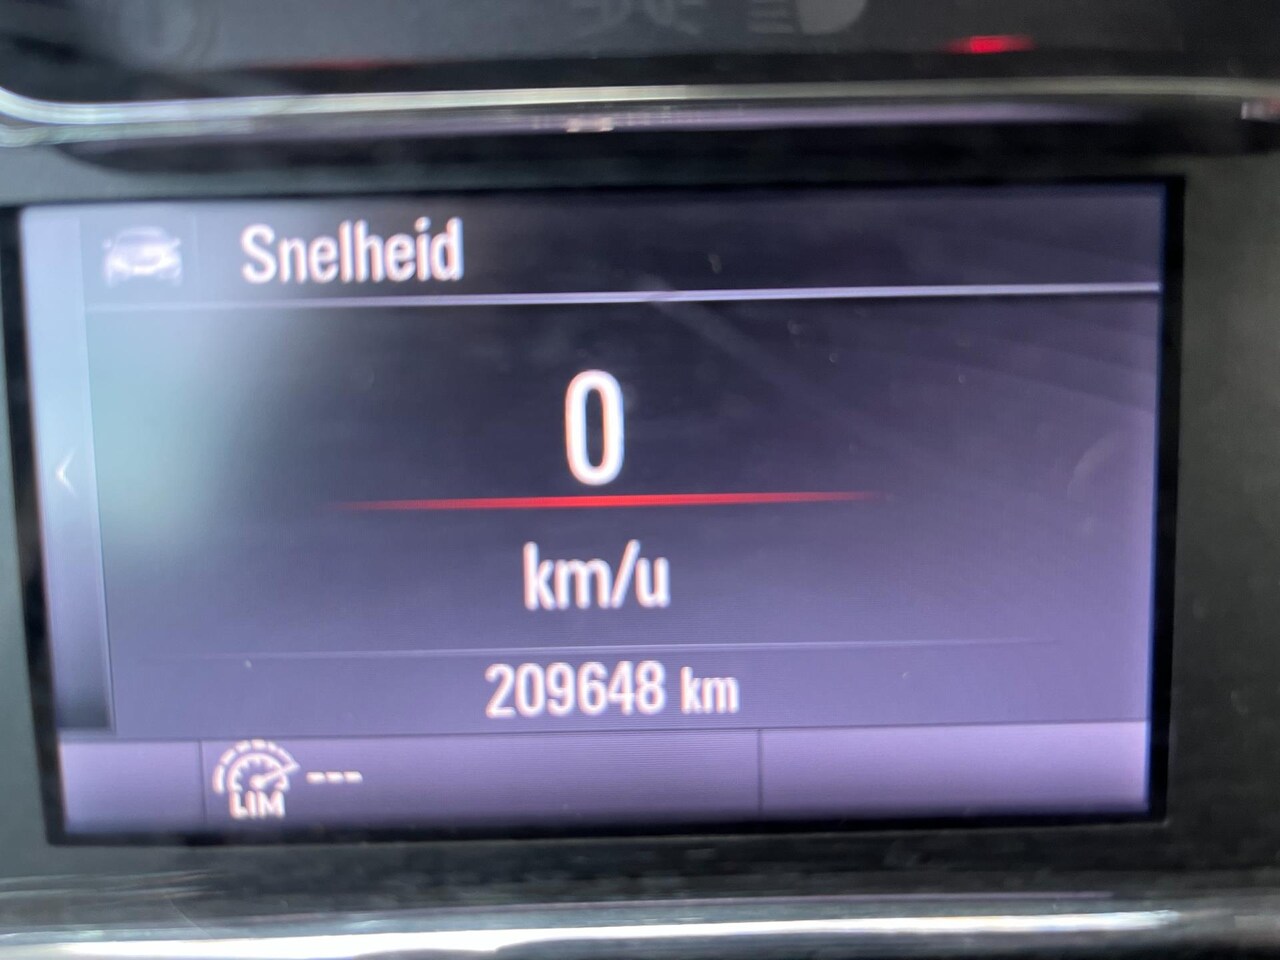 Snelheid
0
km/u
209648 km
LIM ---